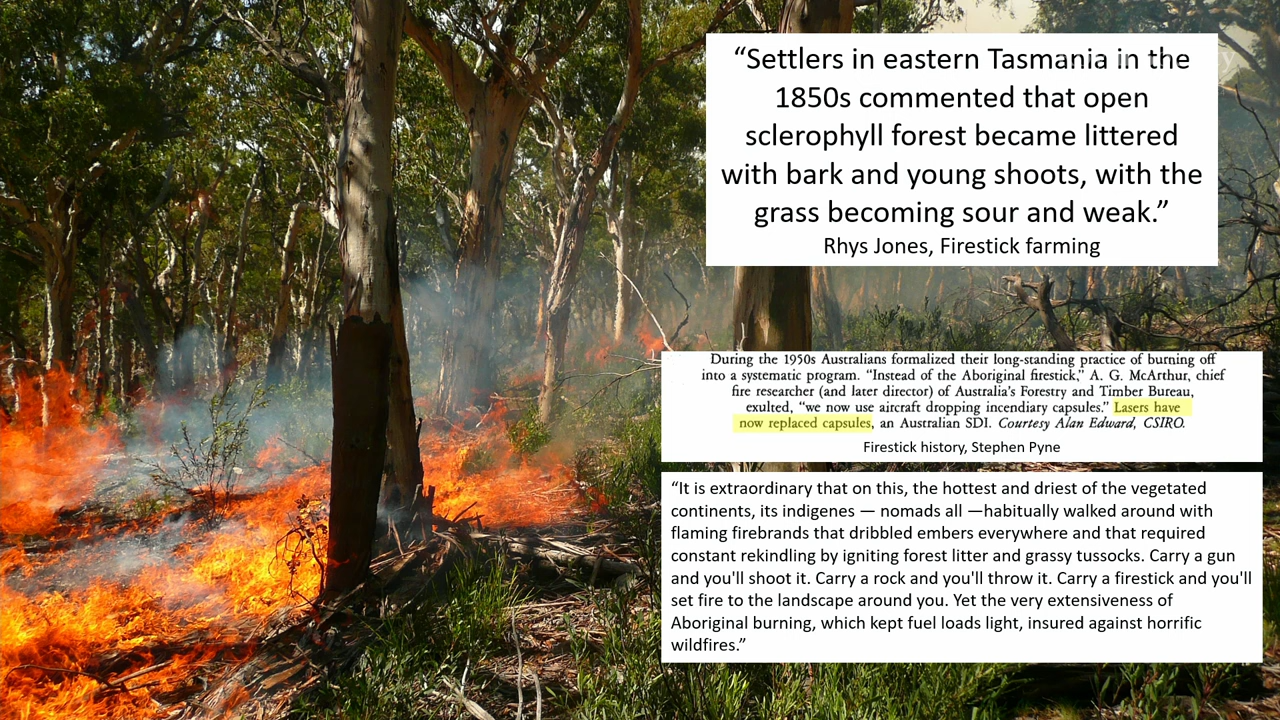 “Settlers in eastern Tasmania in the
1850s commented that open
sclerophyll forest became littered
with bark and young shoots, with the
grass becoming sour and weak.”
Rhys Jones, Firestick farming
During the 1950s Australians formalized their long-standing practice of burning off
into a systematic program. “Instead of the Aboriginal firestick,” A. G. McArthur, chief
fire researcher (and later director) of Australia’s Forestry and Timber Bureau,
exulted, “we now use aircraft dropping incendiary capsules.” Lasers have
now replaced capsules, an Australian SDI. Courtesy Alan Edward, CSIRO.
Firestick history, Stephen Pyne
“It is extraordinary that on this, the hottest and driest of the vegetated
continents, its indigenes — nomads all —habitually walked around with
flaming firebrands that dribbled embers everywhere and that required
constant rekindling by igniting forest litter and grassy tussocks. Carry a gun
and you'll shoot it. Carry a rock and you'll throw it. Carry a firestick and you'll
set fire to the landscape around you. Yet the very extensiveness of
Aboriginal burning, which kept fuel loads light, insured against horrific
wildfires.”